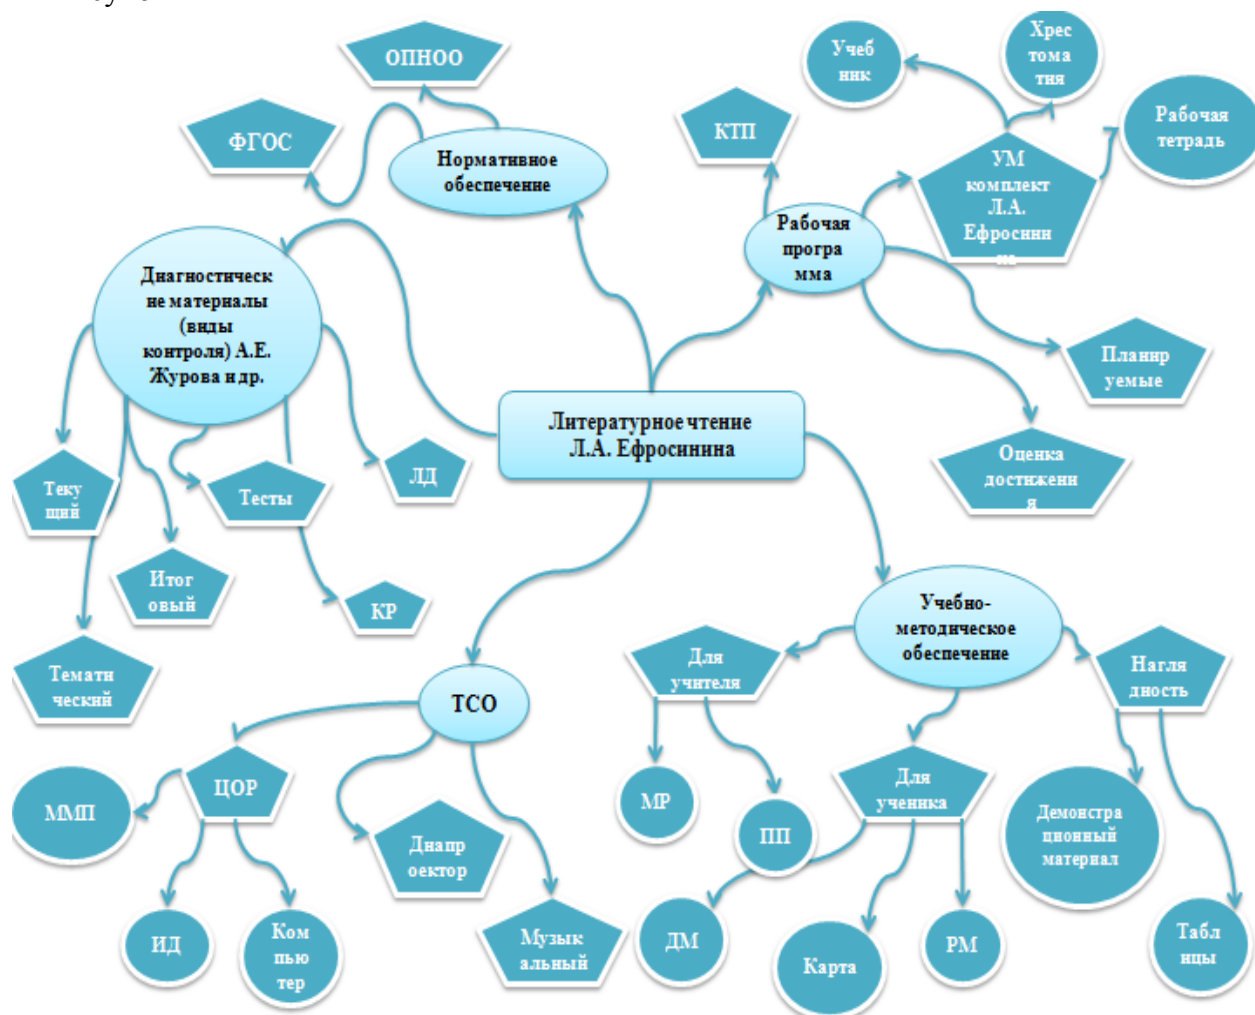 ОПНОО
ФГОС
Нормативное
обеспечение
КТП
Учеб
ник
Хрес
тома
тия
Рабочая
тетрадь
УМ
комплект
Л.А.
Ефросини
на
Рабочая
програ
мма
Планир
уемые
Оценка
достижени
я
Диагностическ
ие материалы
(виды
контроля) А.Е.
Журова и др.
Литературное чтение
Л.А. Ефросинина
Теку
щий
Тесты
ЛД
Итог
овый
КР
Темати
ческий
ТСО
ЦОР
ММП
ИД
Ком
пью
тер
Диапр
оектор
Музык
альный
Учебно-
методическое
обеспечение
Для
учителя
МР
ПП
Для
ученика
ДМ
Карта
РМ
Нагля
дность
Демонстра
ционный
материал
Табл
ицы